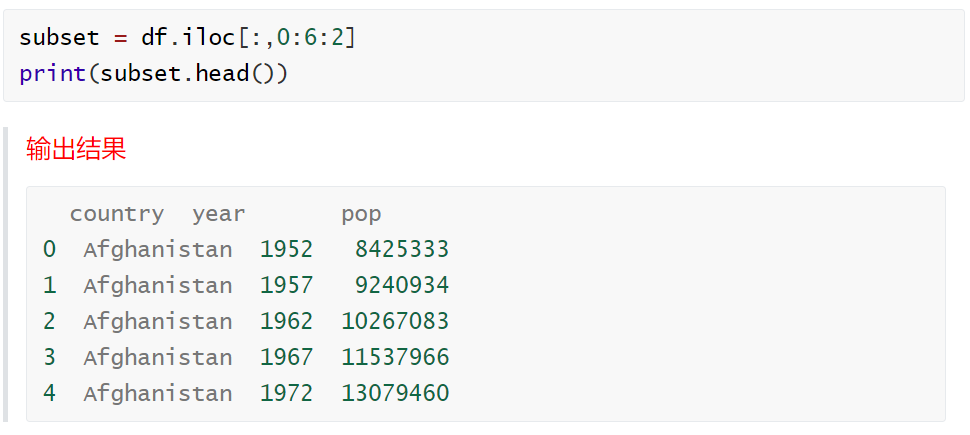 subset = df.iloc[:,0:6:2]
print(subset.head())
输出结果
country year pop
0 Afghanistan 1952 8425333
1 Afghanistan 1957 9240934
2 Afghanistan 1962 10267083
3 Afghanistan 1967 11537966
4 Afghanistan 1972 13079460